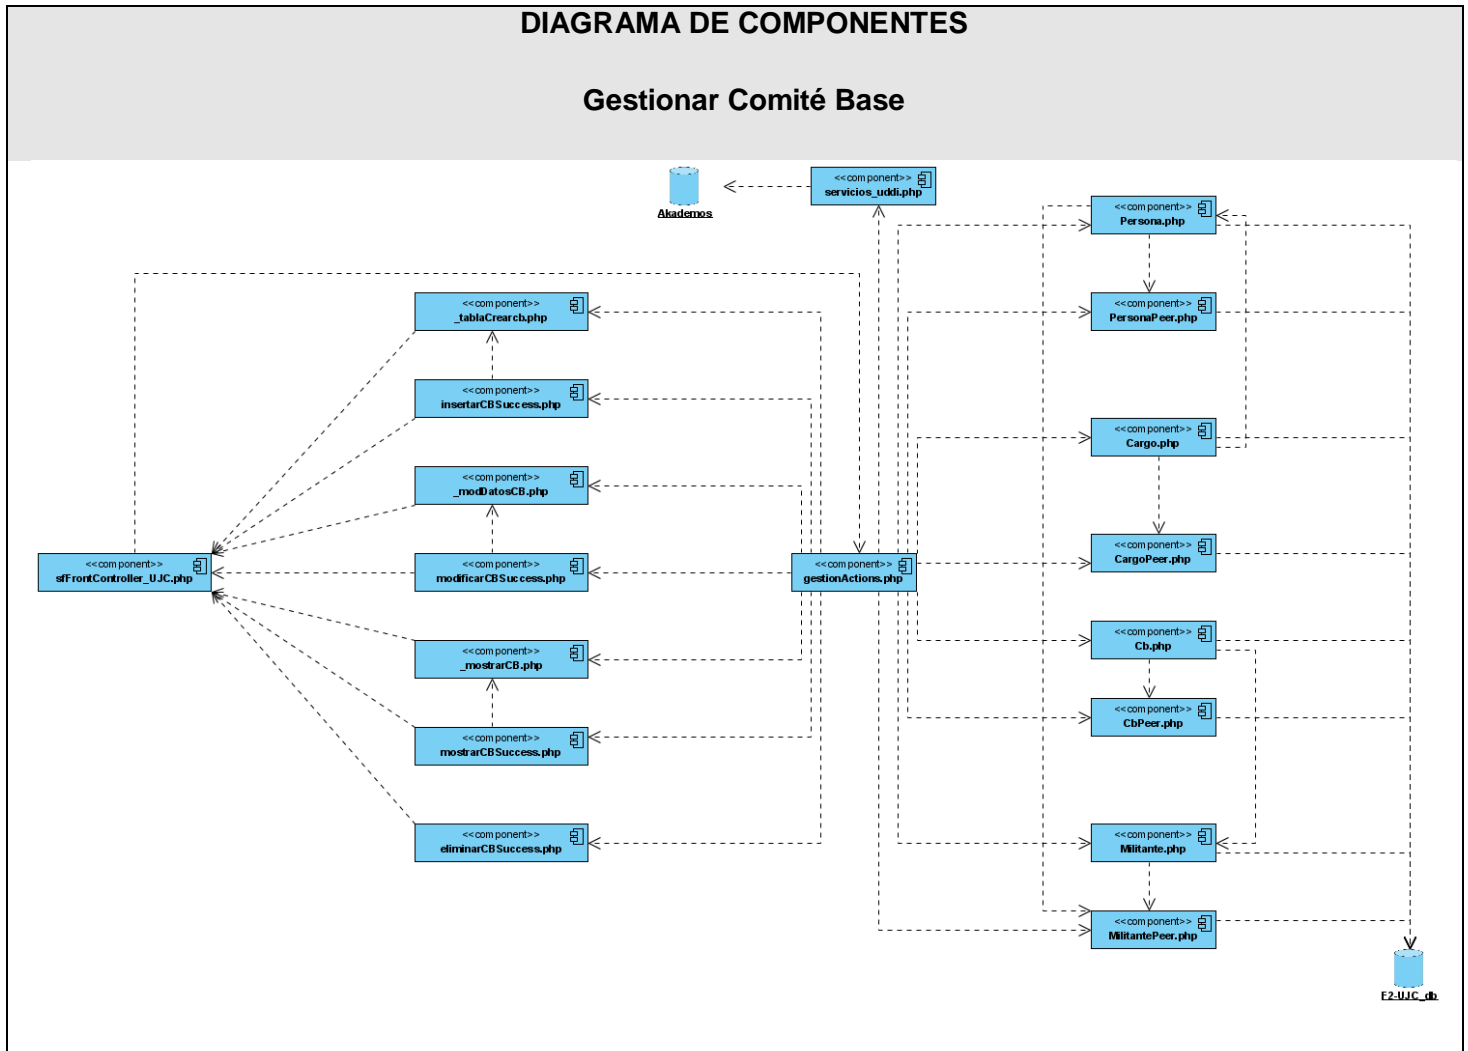 DIAGRAMA DE COMPONENTES
Gestionar Comité Base
Akademos
<<component>>
servicios_uddi.php
<<component>>
Persona.php
<<component>>
_tablaCrearcb.php
<<component>>
PersonaPeer.php
<<component>>
insertarCBSuccess.php
<<component>>
Cargo.php
<<component>>
_modDatosCB.php
<<component>>
sfFrontController_UJC.php
<<component>>
modificarCBSuccess.php
<<component>>
gestionActions.php
<<component>>
CargoPeer.php
<<component>>
_mostrarCB.php
<<component>>
Cb.php
<<component>>
mostrarCBSuccess.php
<<component>>
CbPeer.php
<<component>>
eliminarCBSuccess.php
<<component>>
Militante.php
<<component>>
MilitantePeer.php
F2-UJC_db